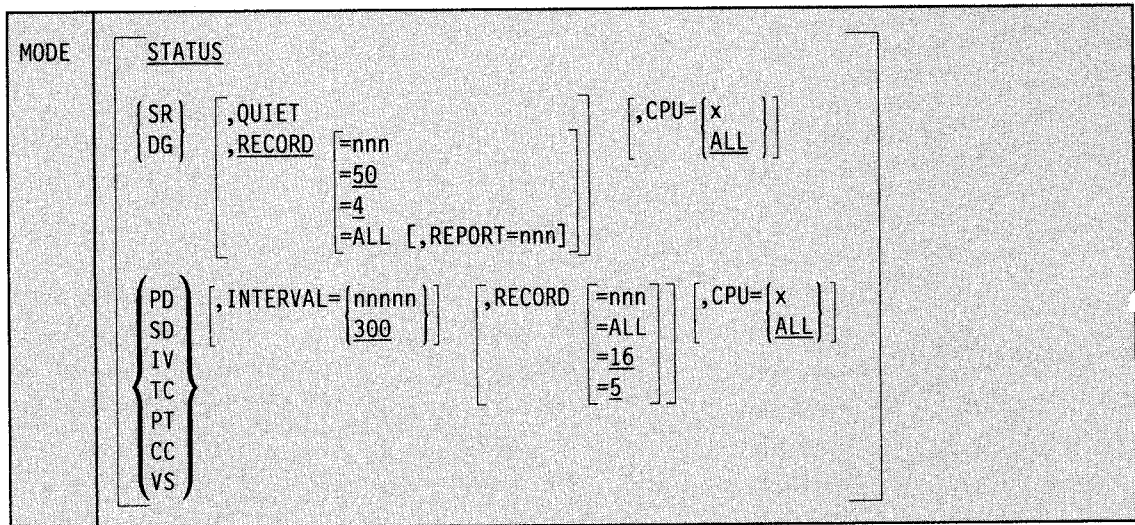 MODE STATUS
SR ,QUIET ,CPU= x
DG ,RECORD =nnn ALL
=50
=4
=ALL [,REPORT=nnn]
PD ,INTERVAL= nnnnn ,RECORD =nnn ,CPU= x
SD 300 =ALL ALL
IV =16
TC =5
PT
CC
VS